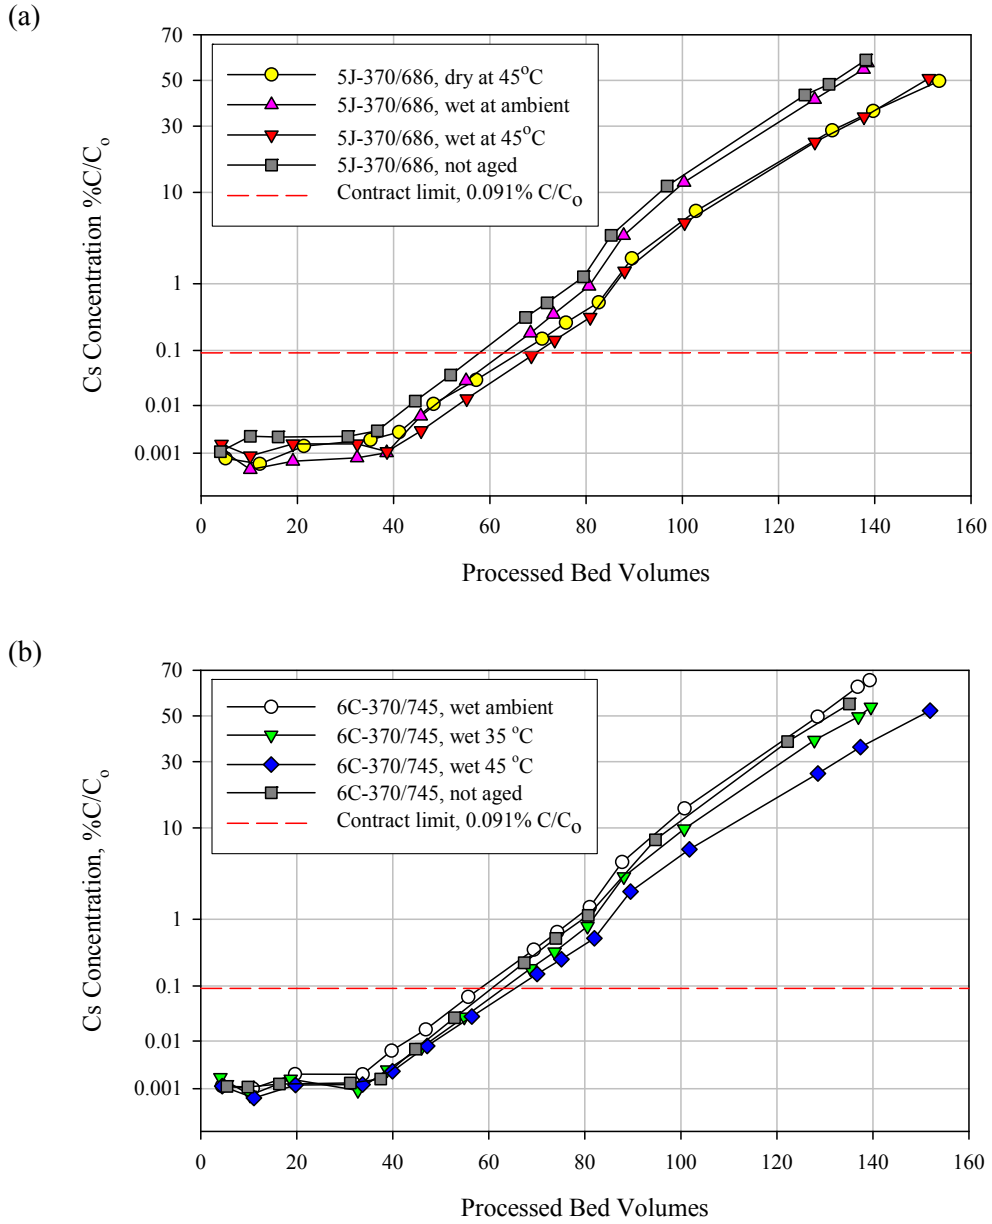 (a)
70
50
30
10
1
0.1
0.01
0.001
Cs Concentration %C/Co
5J-370/686, dry at 45°C
5J-370/686, wet at ambient
5J-370/686, wet at 45°C
5J-370/686, not aged
Contract limit, 0.091% C/Co
0 20 40 60 80 100 120 140 160
Processed Bed Volumes
(b)
70
50
30
10
1
0.1
0.01
0.001
Cs Concentration, %C/Co
6C-370/745, wet ambient
6C-370/745, wet 35 °C
6C-370/745, wet 45 °C
6C-370/745, not aged
Contract limit, 0.091% C/Co
0 20 40 60 80 100 120 140 160
Processed Bed Volumes